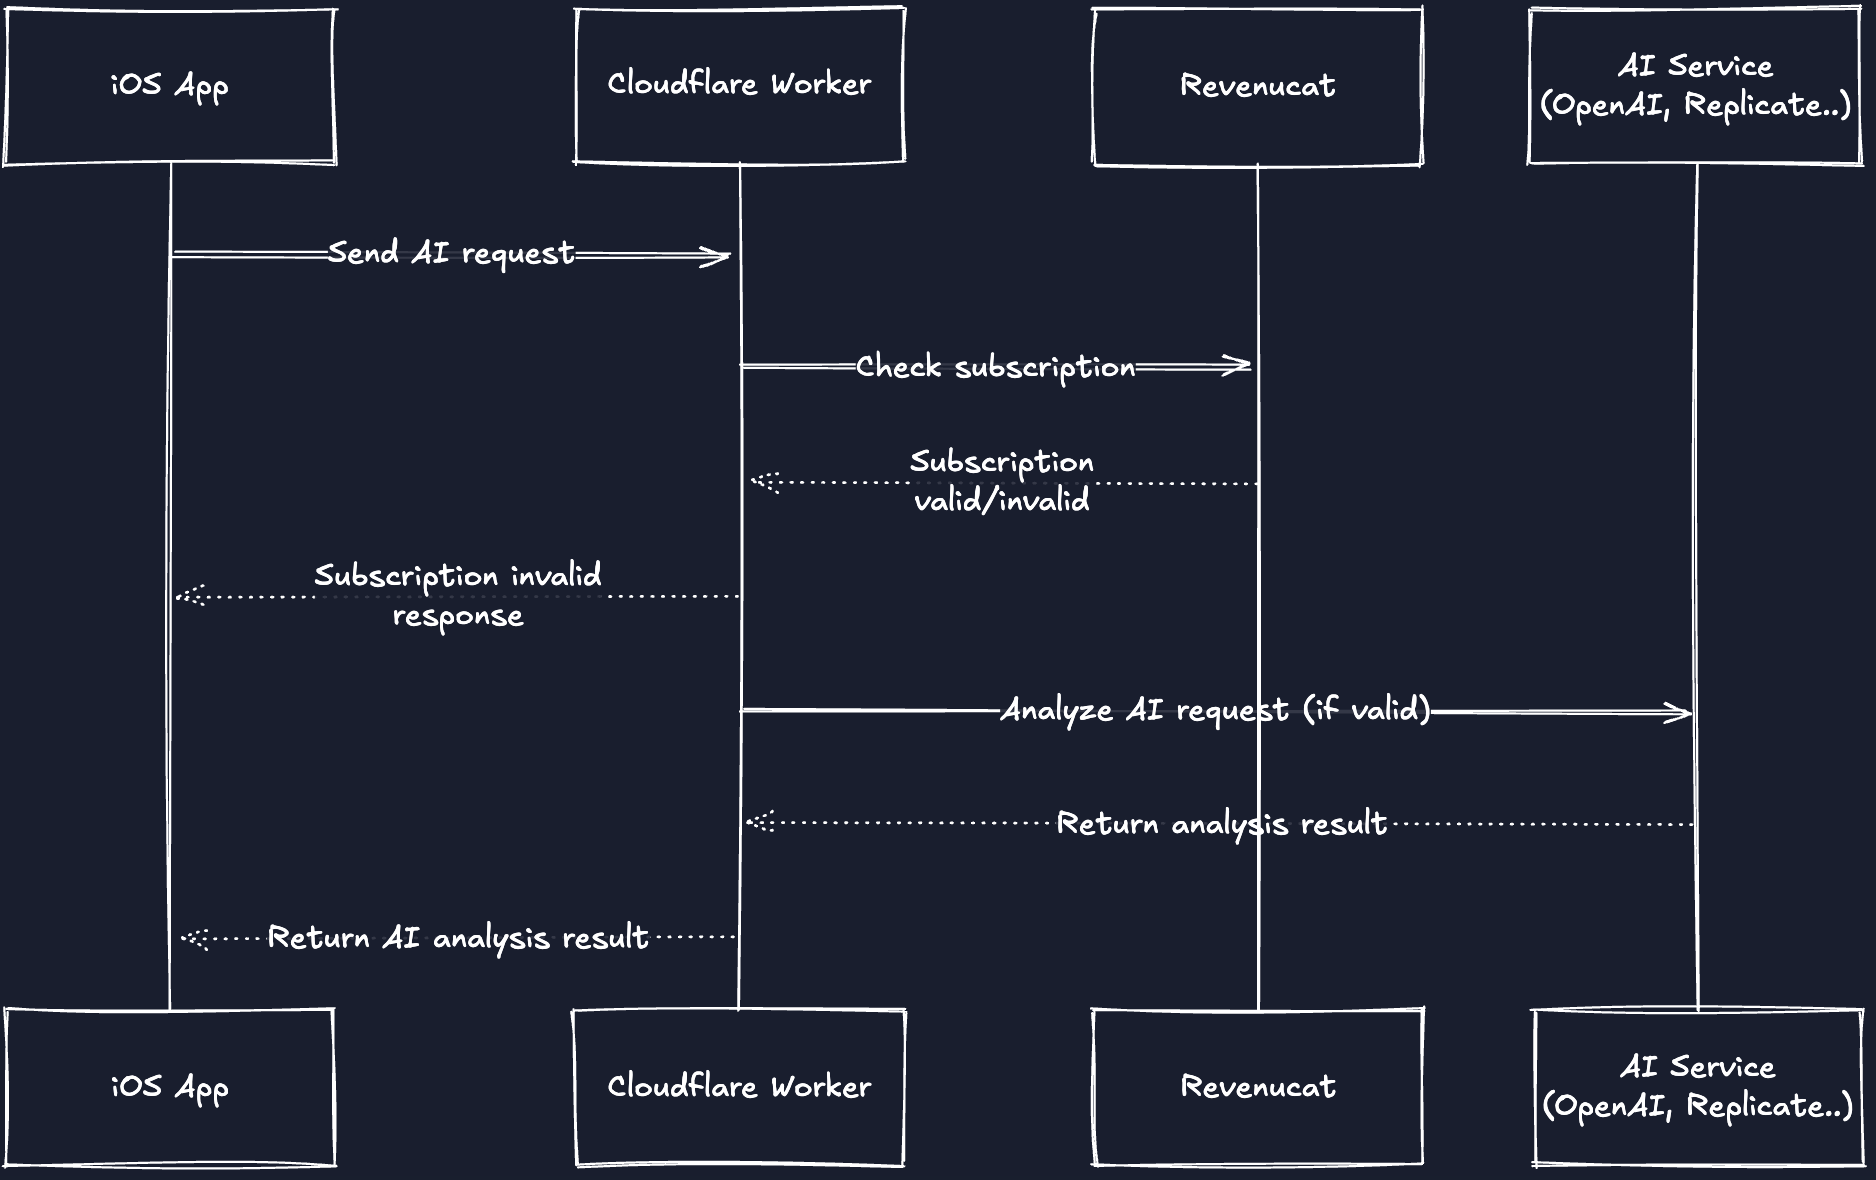 iOS App
Cloudflare Worker
Revenucat
AI Service
(OpenAI, Replicate..)
Send AI request
Check subscription
Subscription
valid/invalid
Subscription invalid
response
Analyze AI request (if valid)
Return analysis result
Return AI analysis result
iOS App
Cloudflare Worker
Revenucat
AI Service
(OpenAI, Replicate..)